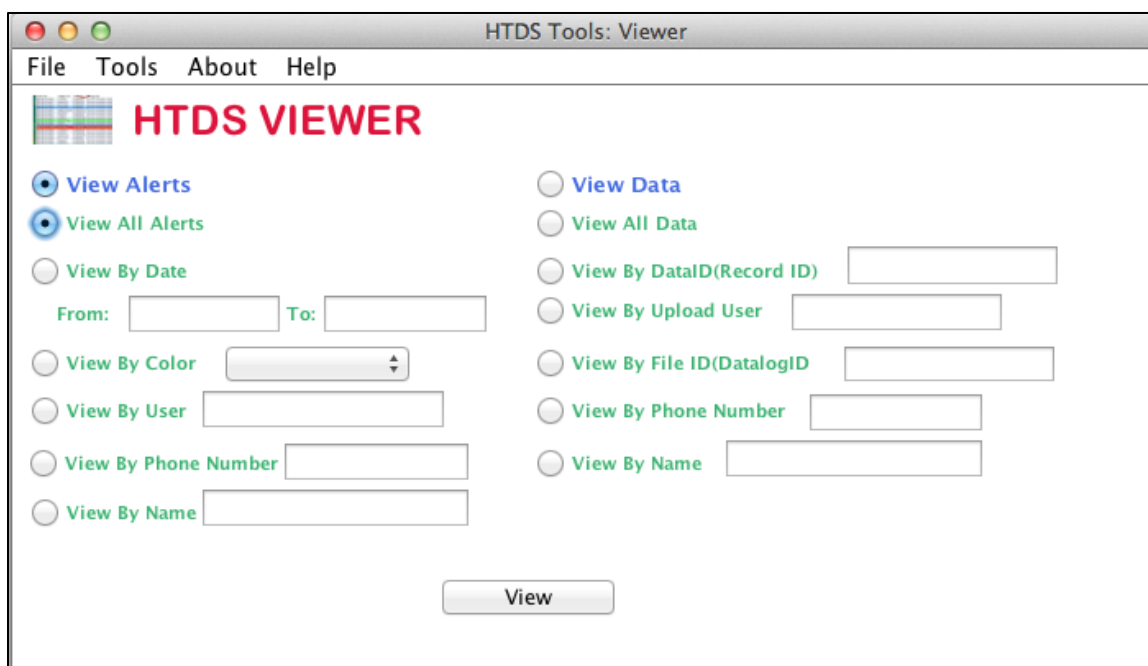 HTDS Tools: Viewer
File Tools About Help
HTDS VIEWER
View Alerts
View All Alerts
View By Date
From: To:
View By Color
View By User
View By Phone Number
View By Name
View Data
View All Data
View By DataID(Record ID)
View By Upload User
View By File ID(DatalogID
View By Phone Number
View By Name
View